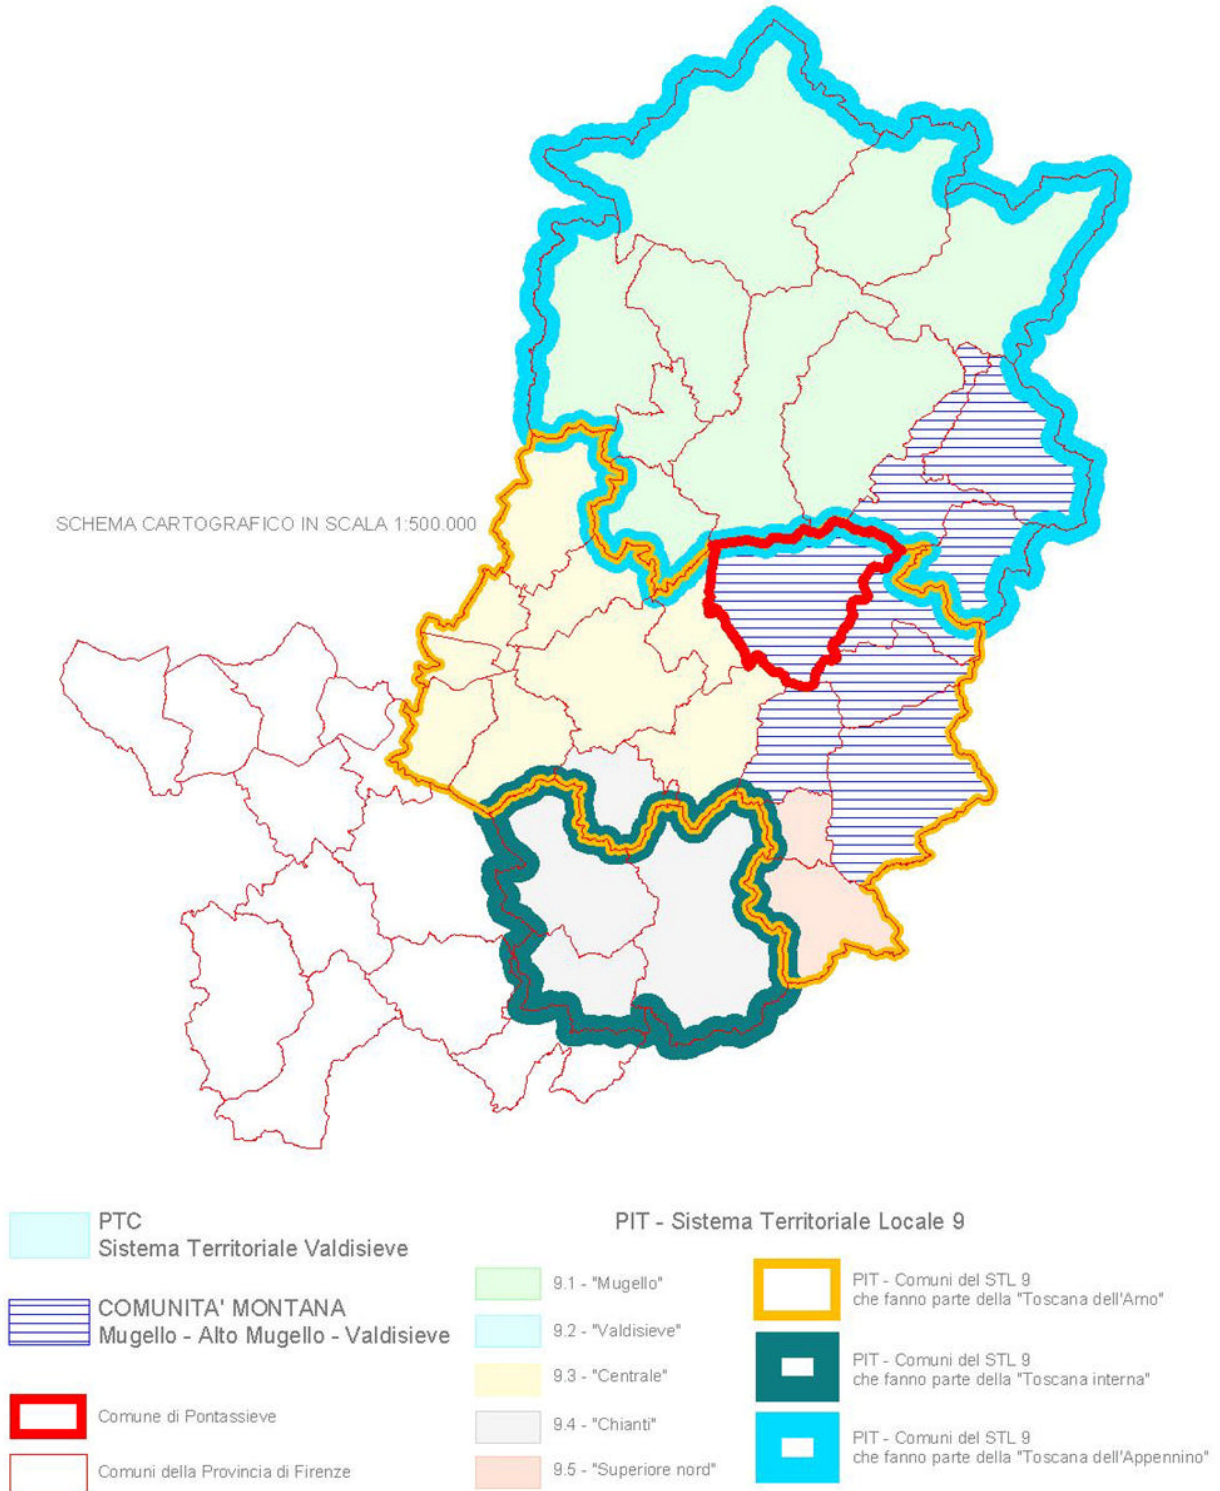 SCHEMA CARTOGRAFICO IN SCALA 1:500.000
PTC
Sistema Territoriale Valdisieve
COMUNITA' MONTANA
Mugello - Alto Mugello - Valdisieve
Comune di Pontassieve
Comuni della Provincia di Firenze
PIT - Sistema Territoriale Locale 9
9.1 - "Mugello"
9.2 - "Valdisieve"
9.3 - "Centrale"
9.4 - "Chianti"
9.5 - "Superiore nord"
PIT - Comuni del STL 9
che fanno parte della "Toscana dell'Arno"
PIT - Comuni del STL 9
che fanno parte della "Toscana interna"
PIT - Comuni del STL 9
che fanno parte della "Toscana dell'Appennino"